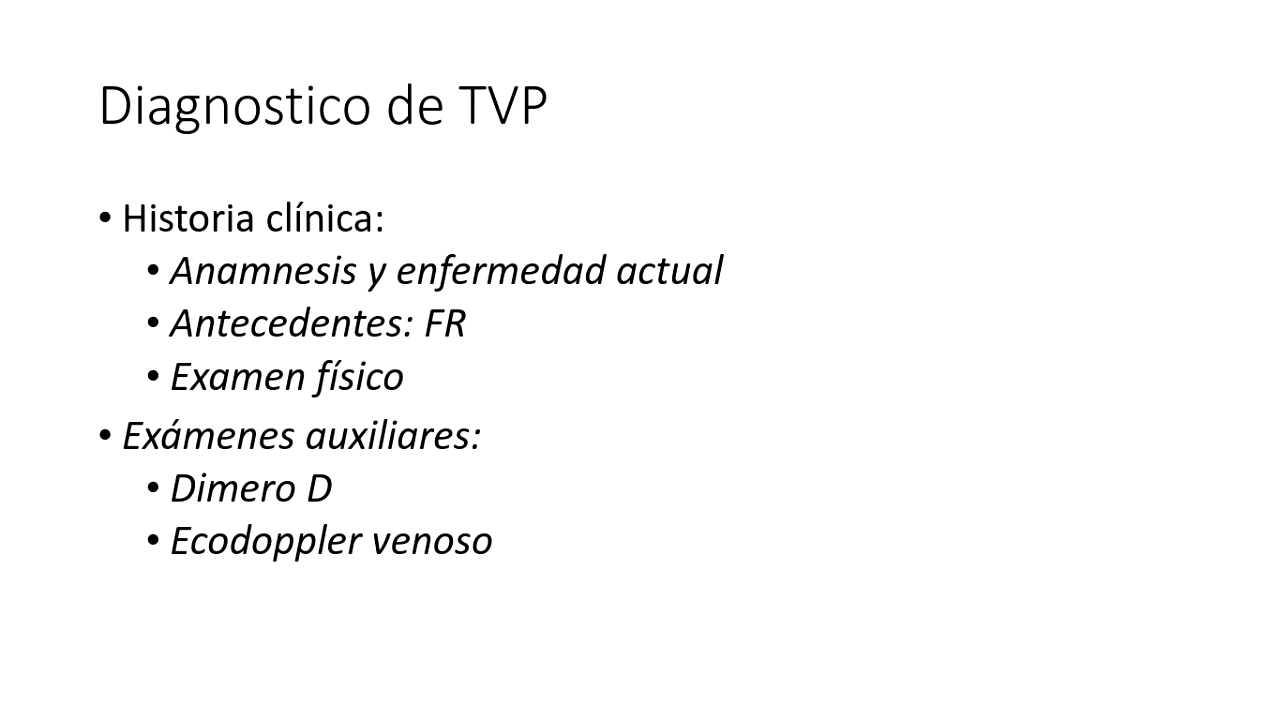 Diagnostico de TVP
• Historia clínica:
• Anamnesis y enfermedad actual
• Antecedentes: FR
• Examen físico
• Exámenes auxiliares:
• Dimero D
• Ecodoppler venoso